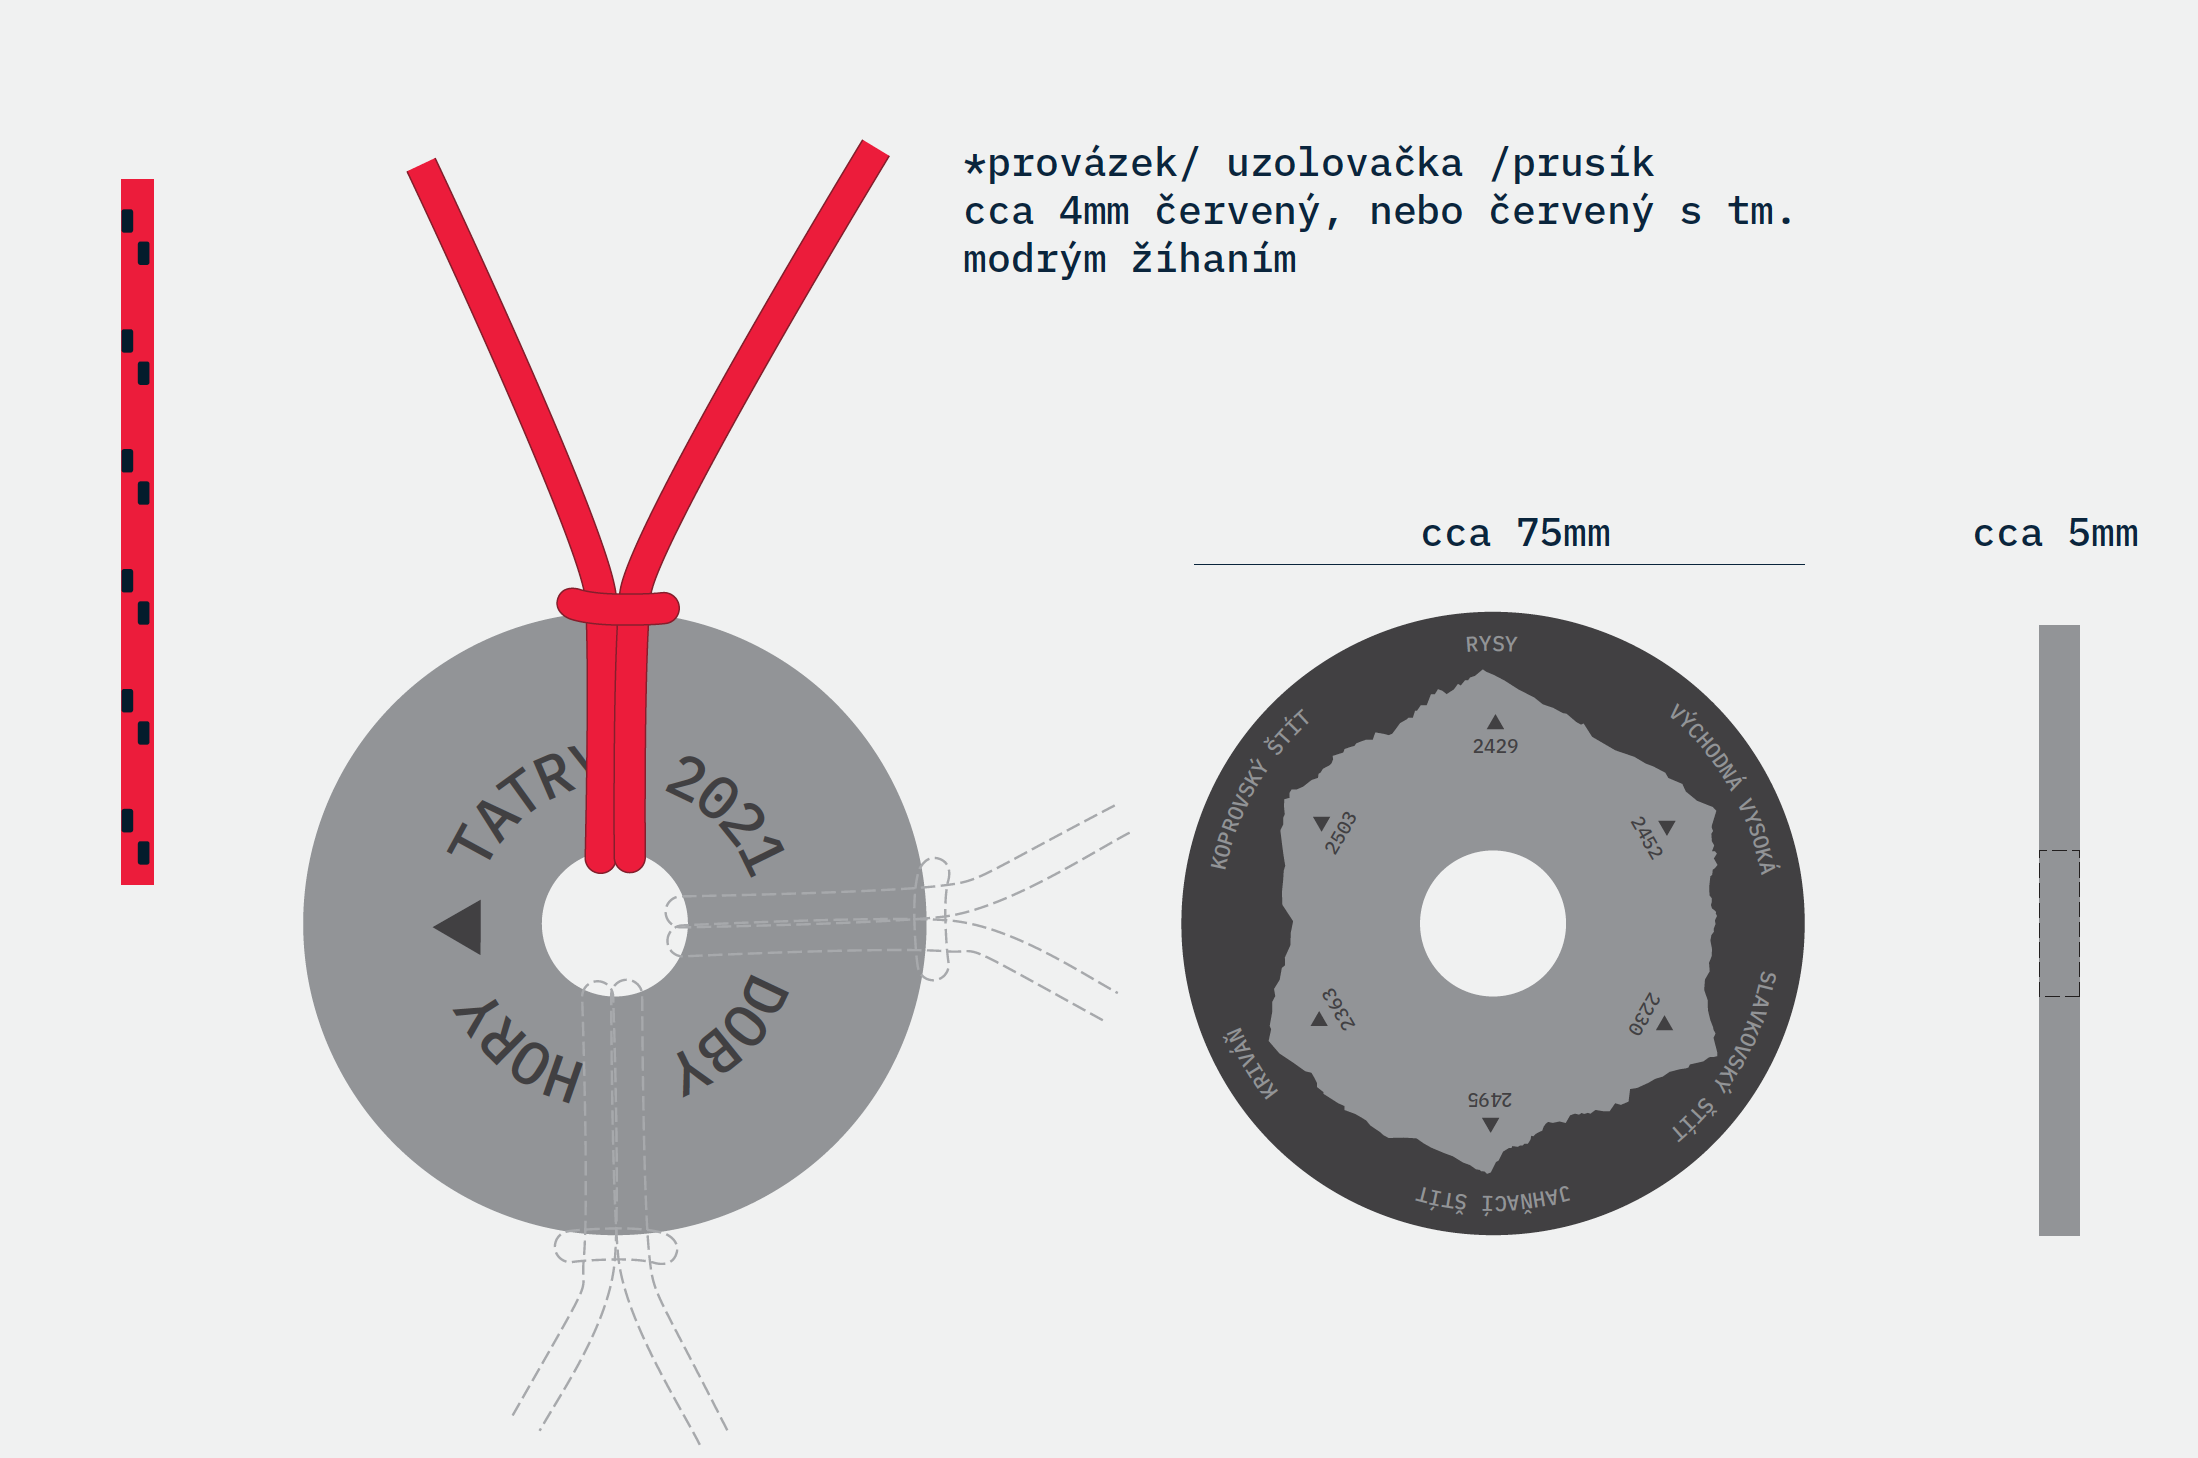 *provázek/ uzolovačka /prusík
cca 4mm červený, nebo červený s tm.
modrým žíhaním
cca 75mm
cca 5mm
TATRY 2021
HORY DOBY
RYSY
VÝCHODNÁ VYSOKÁ
SLAVKOVSKÝ ŠTÍT
JAHŇACÍ ŠTÍT
KRIVÁŇ
KOPROVSKÝ ŠTÍT
2429
2452
2230
2495
2363
2503